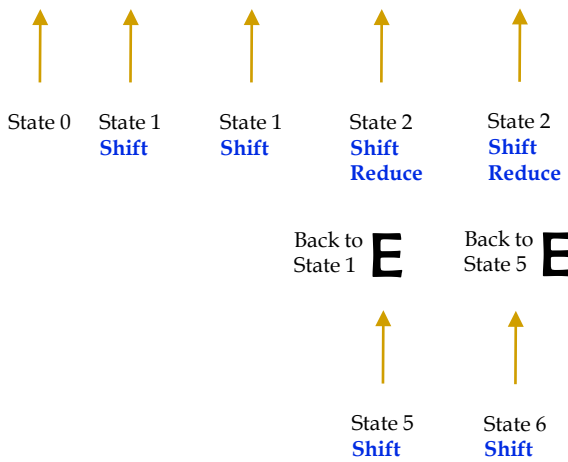 State 0 State 1 State 1 State 2 State 2
Shift Shift Shift Shift
Reduce Reduce
Back to E Back to E
State 1 State 5
State 5 State 6
Shift Shift